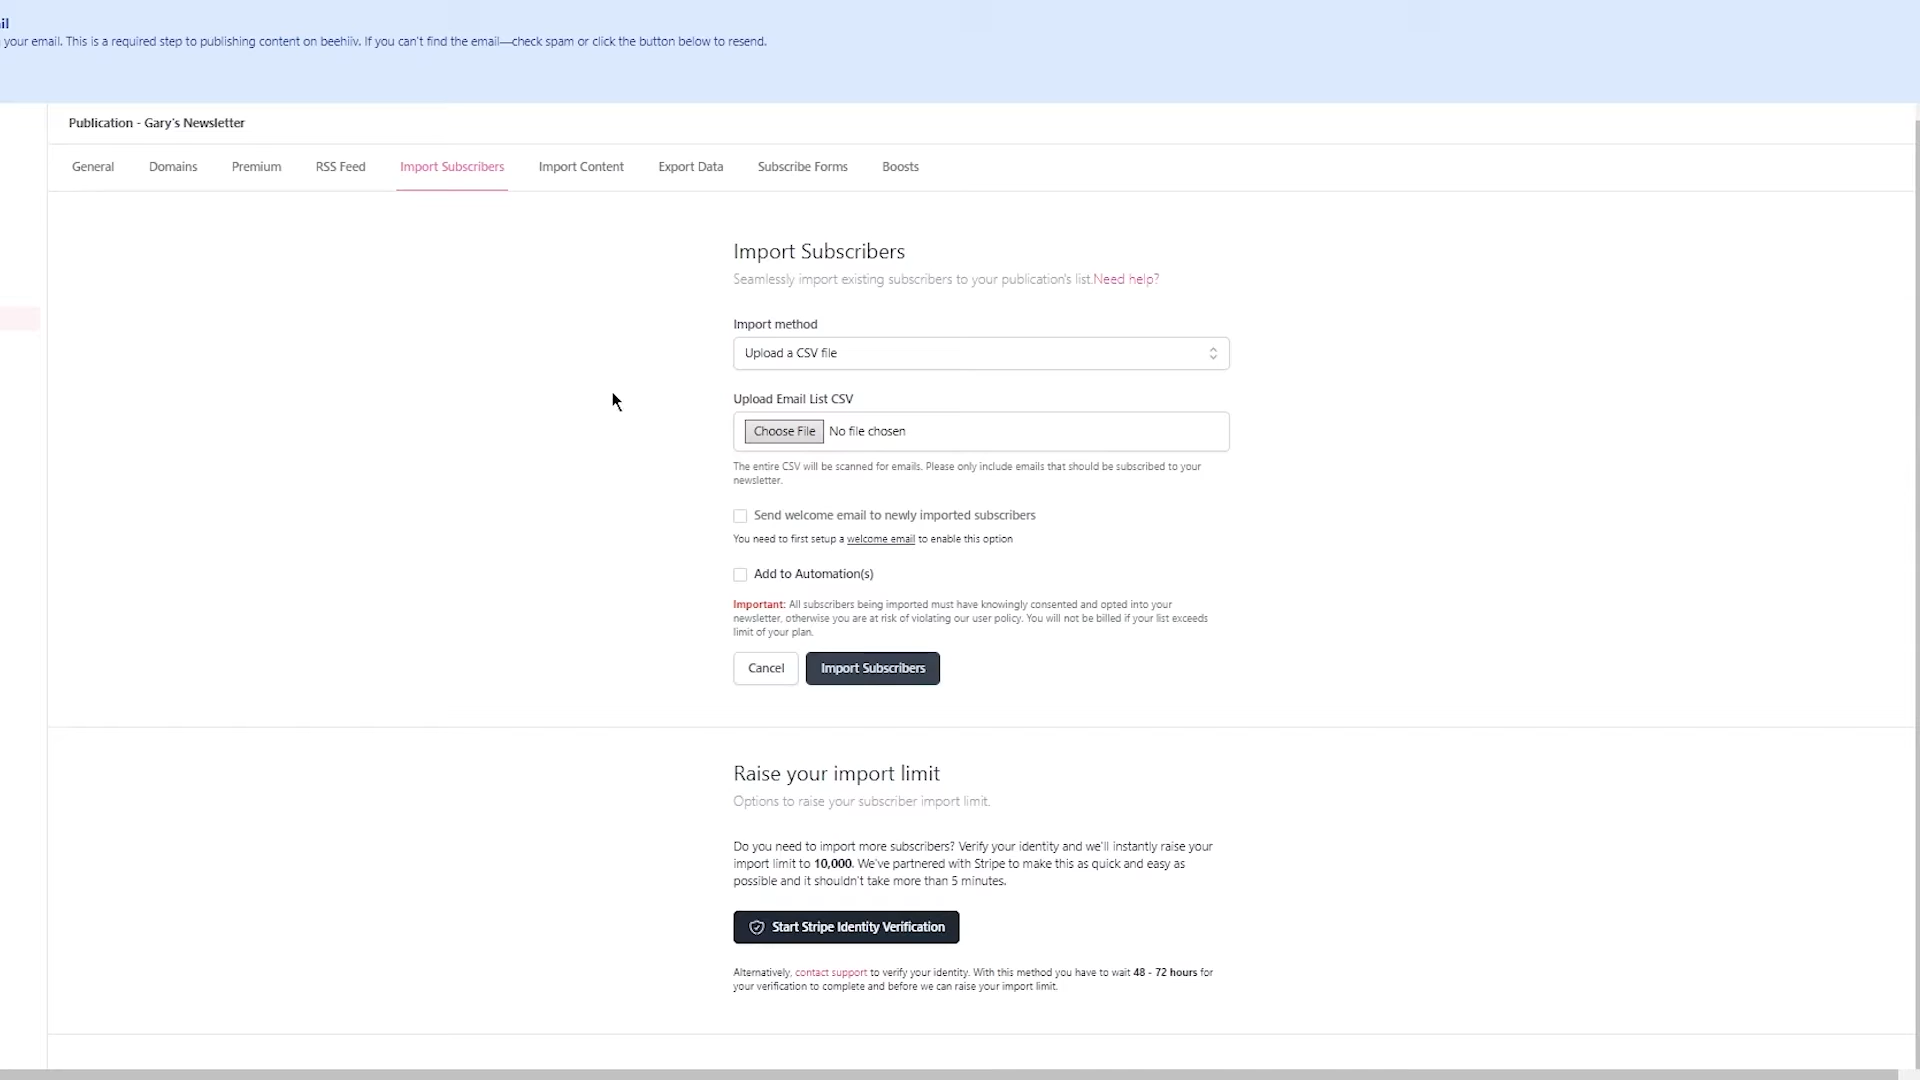 il
your email. This is a required step to publishing content on beehiiv. If you can't find the email—check spam or click the button below to resend.
Publication - Gary's Newsletter
General Domains Premium RSS Feed Import Subscribers Import Content Export Data Subscribe Forms Boosts
Import Subscribers
Seamlessly import existing subscribers to your publication's list.Need help?
Import method
Upload a CSV file
Upload Email List CSV
Choose File No file chosen
The entire CSV will be scanned for emails. Please only include emails that should be subscribed to your
newsletter.
Send welcome email to newly imported subscribers
You need to first setup a welcome email to enable this option
Add to Automation(s)
Important: All subscribers being imported must have knowingly consented and opted into your
newsletter, otherwise you are at risk of violating our user policy. You will not be billed if your list exceeds
limit of your plan.
Cancel Import Subscribers
Raise your import limit
Options to raise your subscriber import limit.
Do you need to import more subscribers? Verify your identity and we'll instantly raise your
import limit to 10,000. We've partnered with Stripe to make this as quick and easy as
possible and it shouldn't take more than 5 minutes.
Start Stripe Identity Verification
Alternatively, contact support to verify your identity. With this method you have to wait 48 - 72 hours for
your verification to complete and before we can raise your import limit.